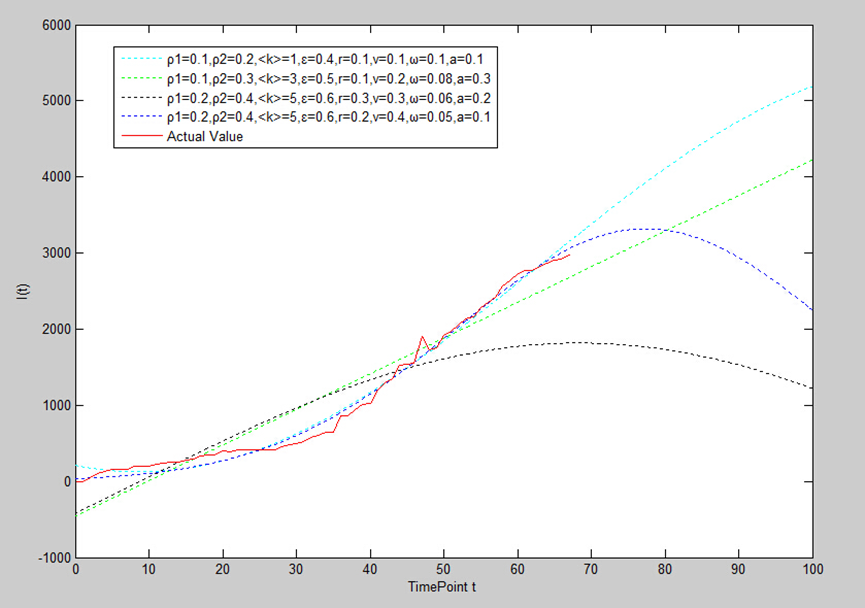 6000
5000
4000
3000
2000
1000
0
-1000
I(t)
ρ1=0.1,ρ2=0.2,<k>=1,ε=0.4,r=0.1,v=0.1,ω=0.1,a=0.1
ρ1=0.1,ρ2=0.3,<k>=3,ε=0.5,r=0.1,v=0.2,ω=0.08,a=0.3
ρ1=0.2,ρ2=0.4,<k>=5,ε=0.6,r=0.3,v=0.3,ω=0.06,a=0.2
ρ1=0.2,ρ2=0.4,<k>=5,ε=0.6,r=0.2,v=0.4,ω=0.05,a=0.1
Actual Value
0 10 20 30 40 50 60 70 80 90 100
TimePoint t